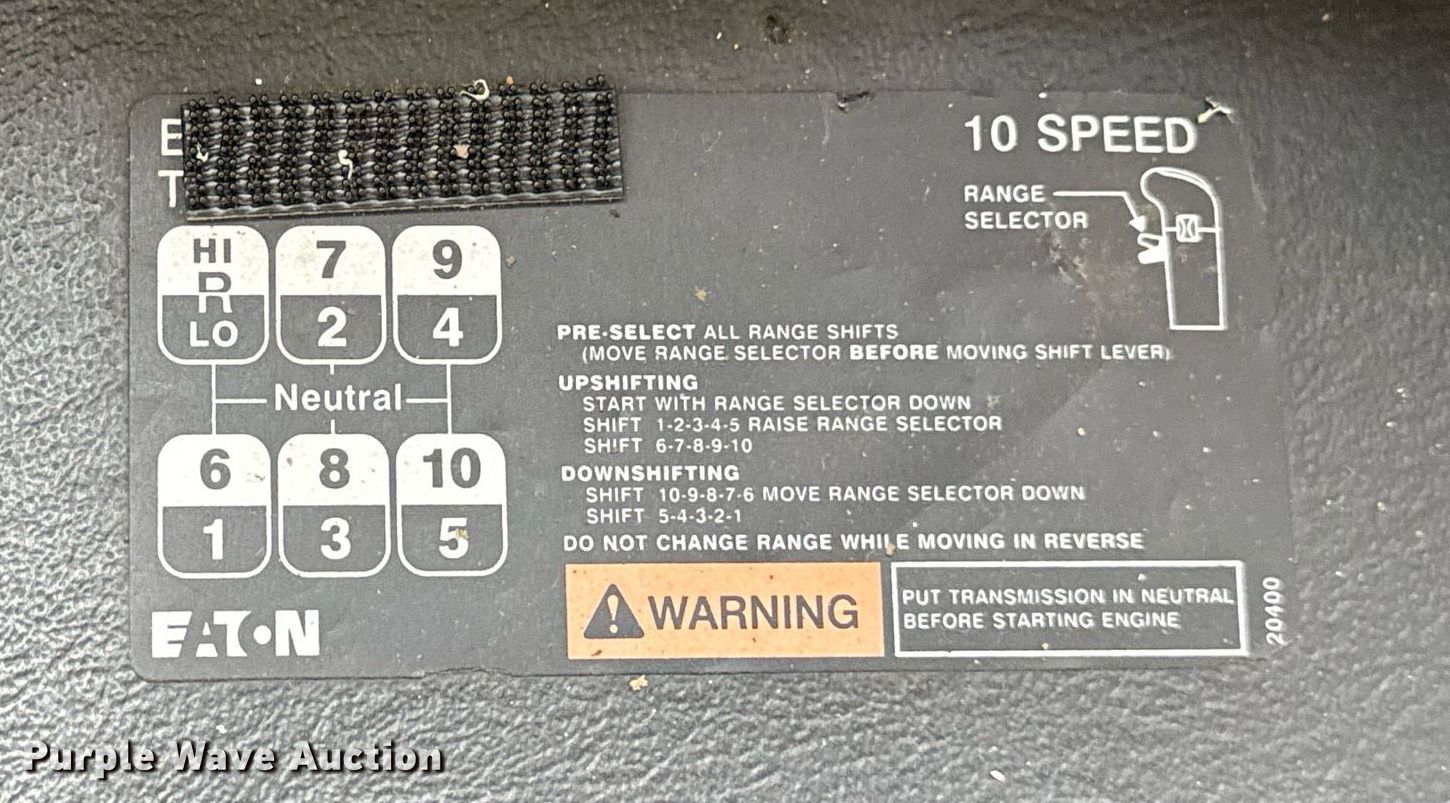 10 SPEED
RANGE
SELECTOR
HI 7 9
R
LO 2 4
Neutral
6 8 10
1 3 5
PRE-SELECT ALL RANGE SHIFTS
(MOVE RANGE SELECTOR BEFORE MOVING SHIFT LEVER)
UPSHIFTING
START WITH RANGE SELECTOR DOWN
SHIFT 1-2-3-4-5 RAISE RANGE SELECTOR
SHIFT 6-7-8-9-10
DOWNSHIFTING
SHIFT 10-9-8-7-6 MOVE RANGE SELECTOR DOWN
SHIFT 5-4-3-2-1
DO NOT CHANGE RANGE WHILE MOVING IN REVERSE
WARNING
PUT TRANSMISSION IN NEUTRAL
BEFORE STARTING ENGINE
20400
EATON
Purple Wave Auction